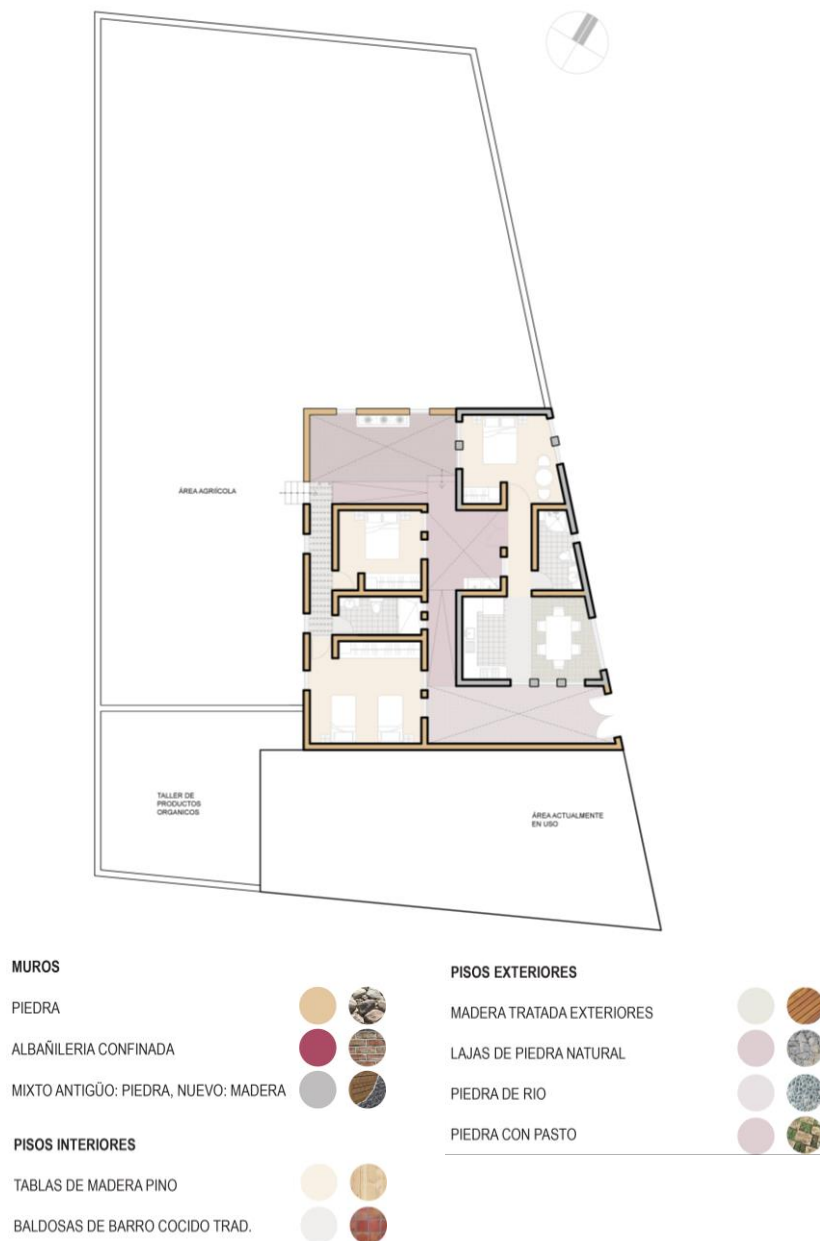 ÁREA AGRIÍCOLA
TALLER DE
PRODUCTOS
ORGANICOS
ÁREA ACTUALMENTE
EN USO
MUROS
PIEDRA
ALBAÑILERIA CONFINADA
MIXTO ANTIGÜO: PIEDRA, NUEVO: MADERA
PISOS INTERIORES
TABLAS DE MADERA PINO
BALDOSAS DE BARRO COCIDO TRAD.
PISOS EXTERIORES
MADERA TRATADA EXTERIORES
LAJAS DE PIEDRA NATURAL
PIEDRA DE RIO
PIEDRA CON PASTO